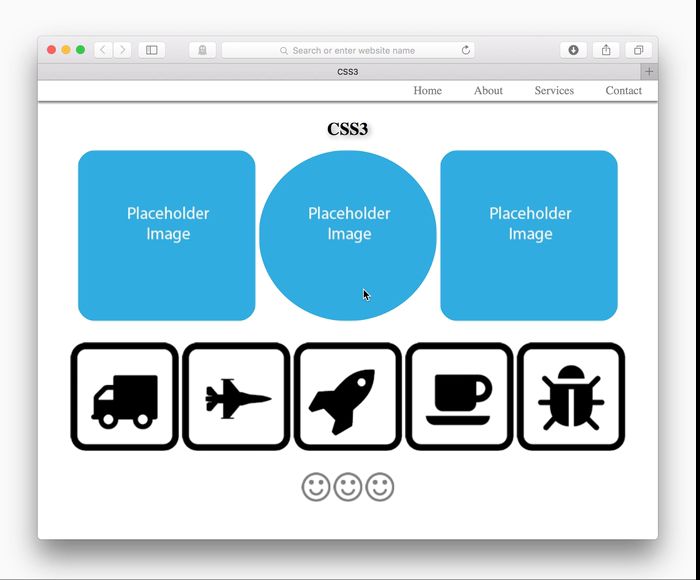 Search or enter website name
CSS3
Home About Services Contact
CSS3
Placeholder
Image
Placeholder
Image
Placeholder
Image